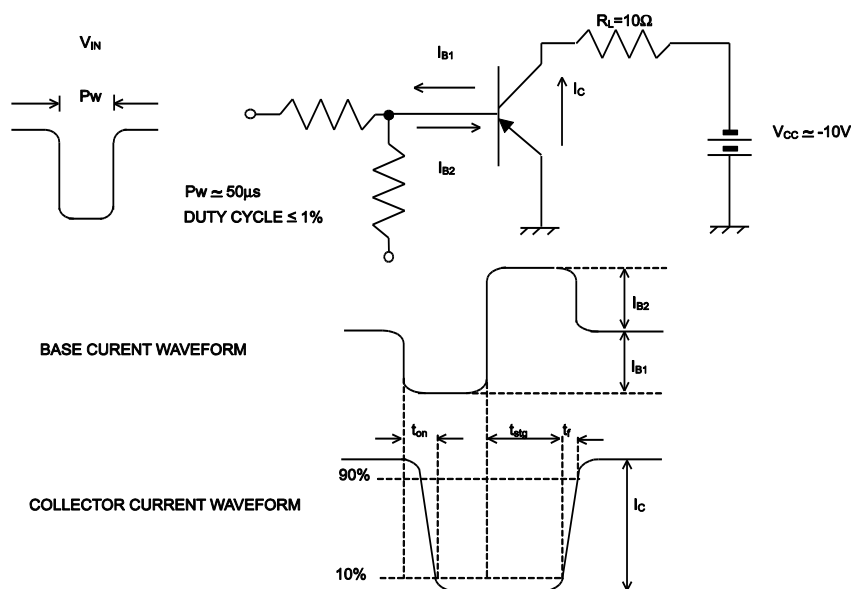 RL=10Ω
VIN
IB1
Pw
IC
VCC ≃ -10V
IB2
Pw ≃ 50µs
DUTY CYCLE ≤ 1%
IB2
BASE CURENT WAVEFORM
IB1
ton
tstg
tf
90%
COLLECTOR CURRENT WAVEFORM
IC
10%